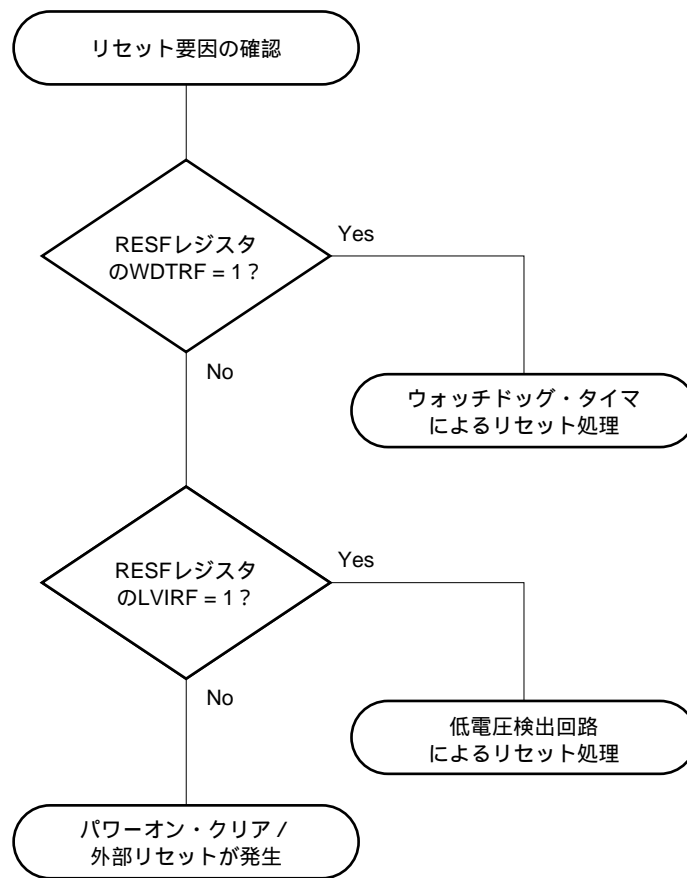 リセット要因の確認
RESFレジスタ
のWDTRF = 1？
Yes
No
ウォッチドッグ・タイマ
によるリセット処理
RESFレジスタ
のLVIRF = 1？
Yes
No
低電圧検出回路
によるリセット処理
パワーオン・クリア /
外部リセットが発生